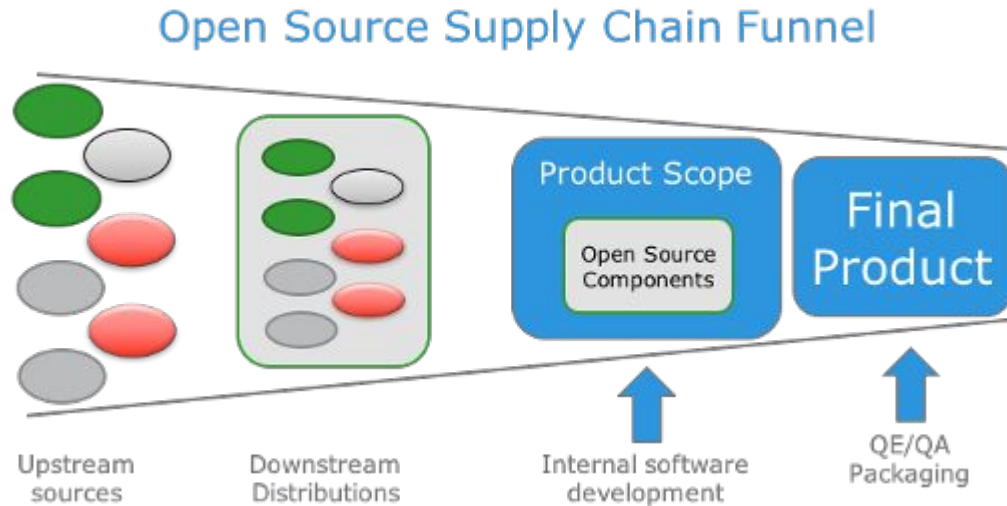 Open Source Supply Chain Funnel
Product Scope
Open Source
Components
Final
Product
Upstream
sources
Downstream
Distributions
Internal software
development
QE/QA
Packaging